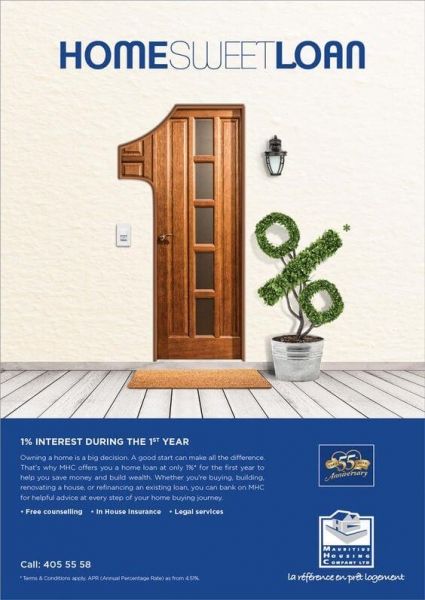 HOMESWEETLOAN
1 %*
1% INTEREST DURING THE 1ST YEAR
Owning a home is a big decision. A good start can make all the difference.
That's why MHC offers you a home loan at only 1%* for the first year to
help you save money and build wealth. Whether you're buying, building,
renovating a house, or refinancing an existing loan, you can bank on MHC
for helpful advice at every step of your home buying journey.
• Free counselling • In House Insurance • Legal services
Call: 405 55 58
* Terms & Conditions apply. APR (Annual Percentage Rate) as from 4.51%.
55
Anniversary
MAURITIUS
HOUSING
COMPANY LTD
la référence en prêt logement